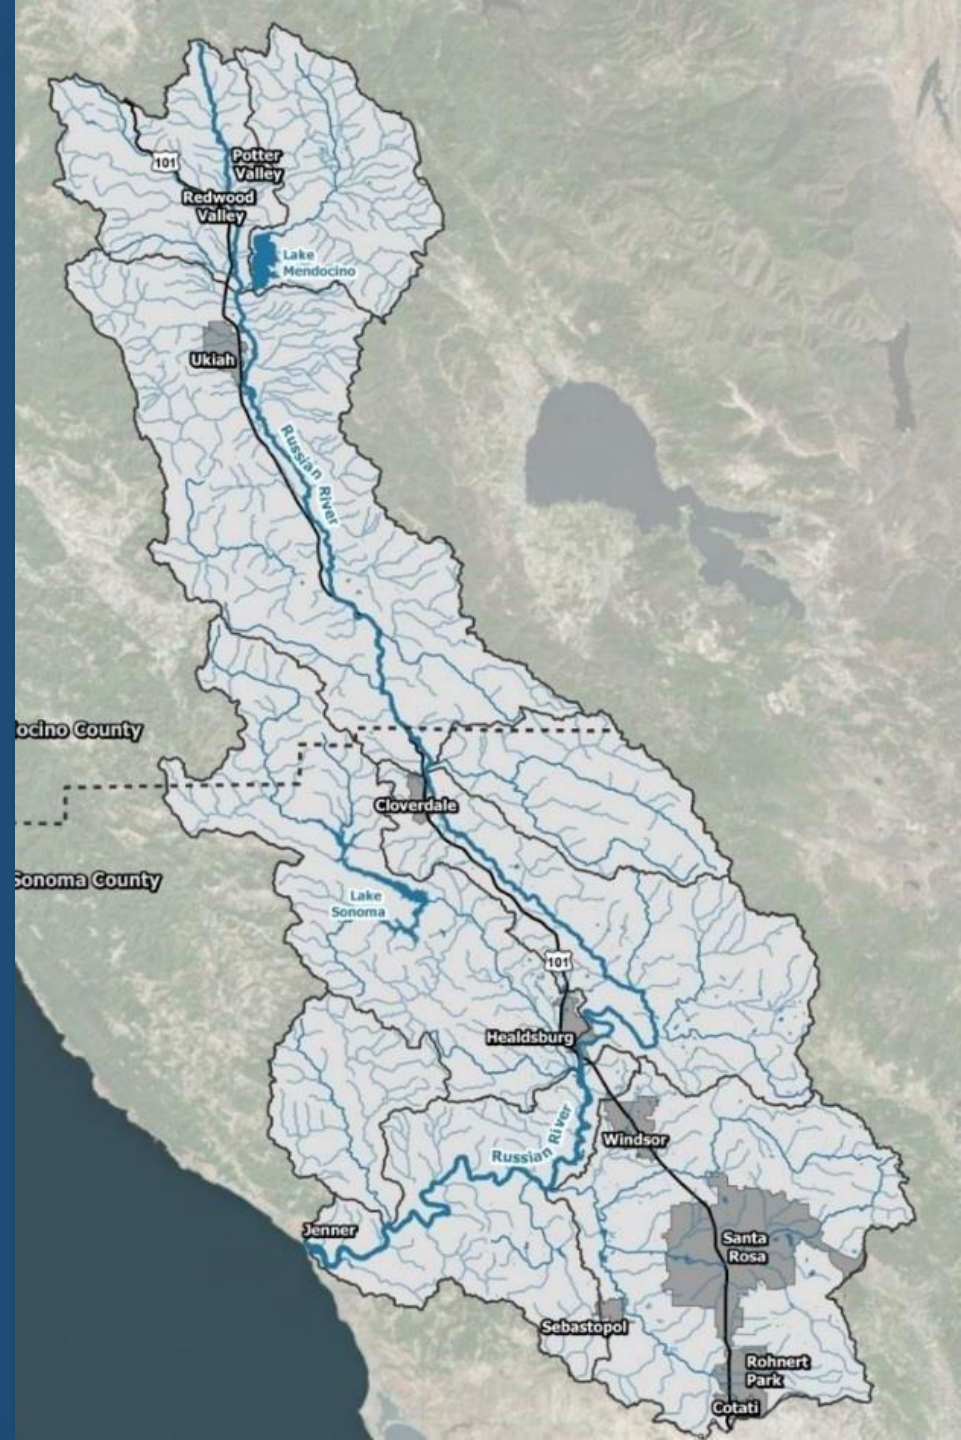 101
Potter
Valley
Redwood
Valley
Lake
Mendocino
Ukiah
Russian River
ocino County
Cloverdale
Sonoma County
Lake
Sonoma
101
Healdsburg
Russian River
Windsor
Jenner
Santa
Rosa
Sebastopol
Rohnert
Park
Cotati